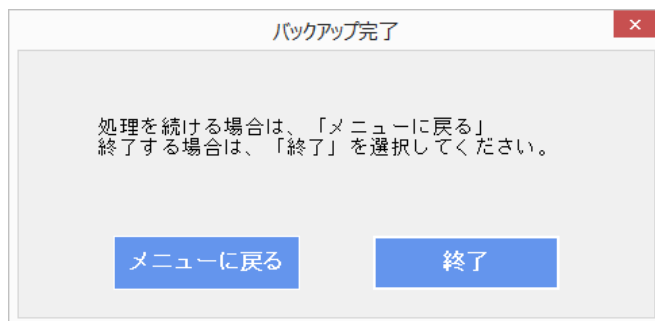 バックアップ完了
処理を続ける場合は、「メニューに戻る」
終了する場合は、「終了」を選択してください。
メニューに戻る
終了